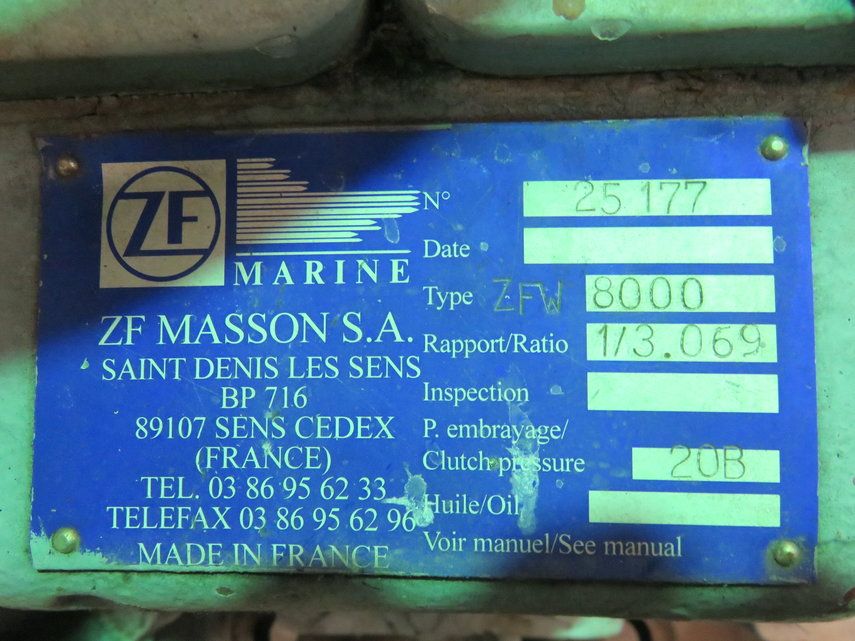 ZF
MARINE
ZF MASSON S.A.
SAINT DENIS LES SENS
BP 716
89107 SENS CEDEX
(FRANCE)
TEL. 03 86 95 62 33
TELEFAX 03 86 95 62 96
MADE IN FRANCE
N° 25 177
Date
Type ZFW 8000
Rapport/Ratio 1/3.069
Inspection
P. embrayage/
Clutch pressure 20B
Huile/Oil
Voir manuel/See manual